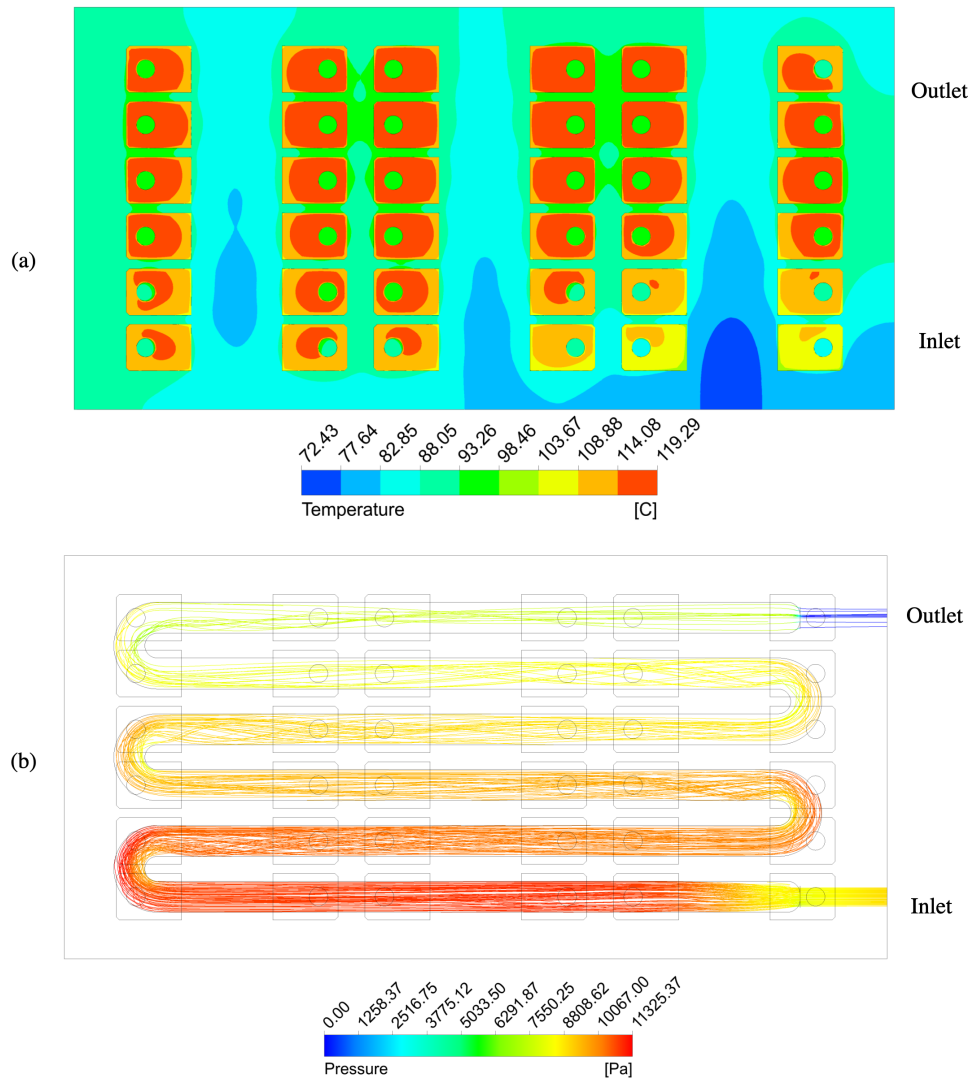 Outlet
(a)
Inlet
72.43 77.64 82.85 88.05 93.26 98.46 103.67 108.88 114.08 119.29
Temperature [C]
Outlet
(b)
Inlet
0.00 1258.37 2516.75 3775.12 5033.50 6291.87 7550.25 8808.62 10067.00 11325.37
Pressure [Pa]